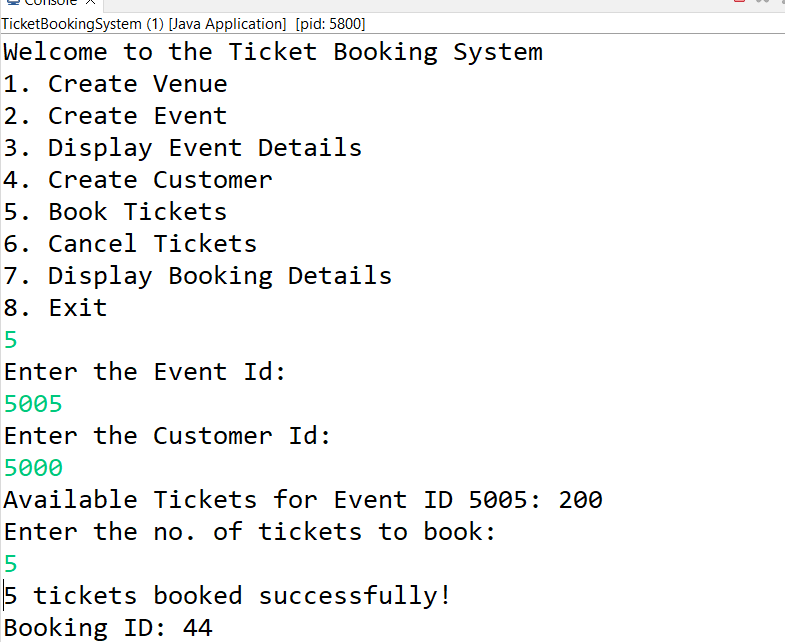 Console
TicketBookingSystem (1) [Java Application] [pid: 5800]
Welcome to the Ticket Booking System
1. Create Venue
2. Create Event
3. Display Event Details
4. Create Customer
5. Book Tickets
6. Cancel Tickets
7. Display Booking Details
8. Exit
5
Enter the Event Id:
5005
Enter the Customer Id:
5000
Available Tickets for Event ID 5005: 200
Enter the no. of tickets to book:
5
5 tickets booked successfully!
Booking ID: 44